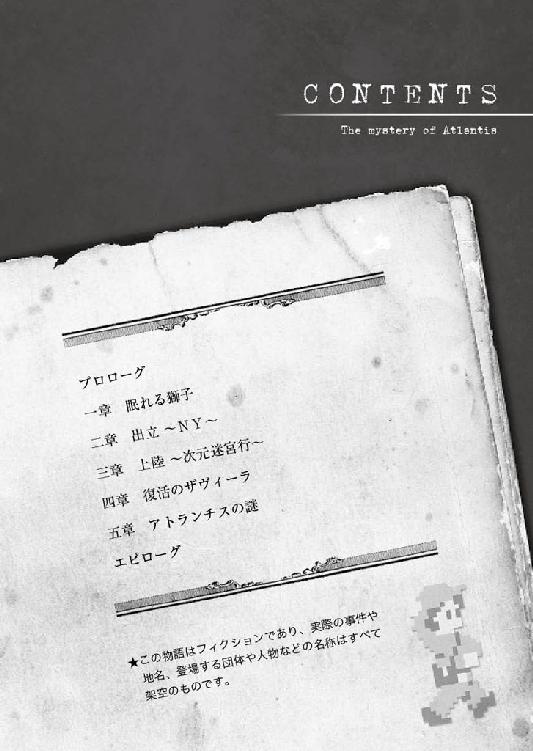 CONTENTS
The mystery of Atlantis
プロローグ
一章　眠れる獅子
二章　出立 ～NY～
三章　上陸 ～次元迷宮行～
四章　復活のザヴィーラ
五章　アトランチスの謎
エピローグ
★この物語はフィクションであり、実際の事件や
地名、登場する団体や人物などの名称はすべて
架空のものです。